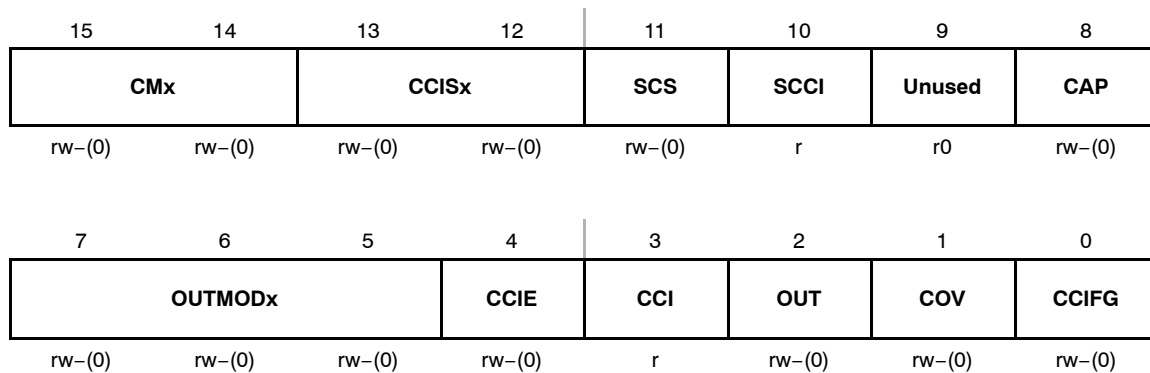 15 14 13 12 11 10 9 8
CMx CCISx SCS SCCI Unused CAP
rw−(0) rw−(0) rw−(0) rw−(0) rw−(0) r r0 rw−(0)
7 6 5 4 3 2 1 0
OUTMODx CCIE CCI OUT COV CCIFG
rw−(0) rw−(0) rw−(0) rw−(0) r rw−(0) rw−(0) rw−(0)